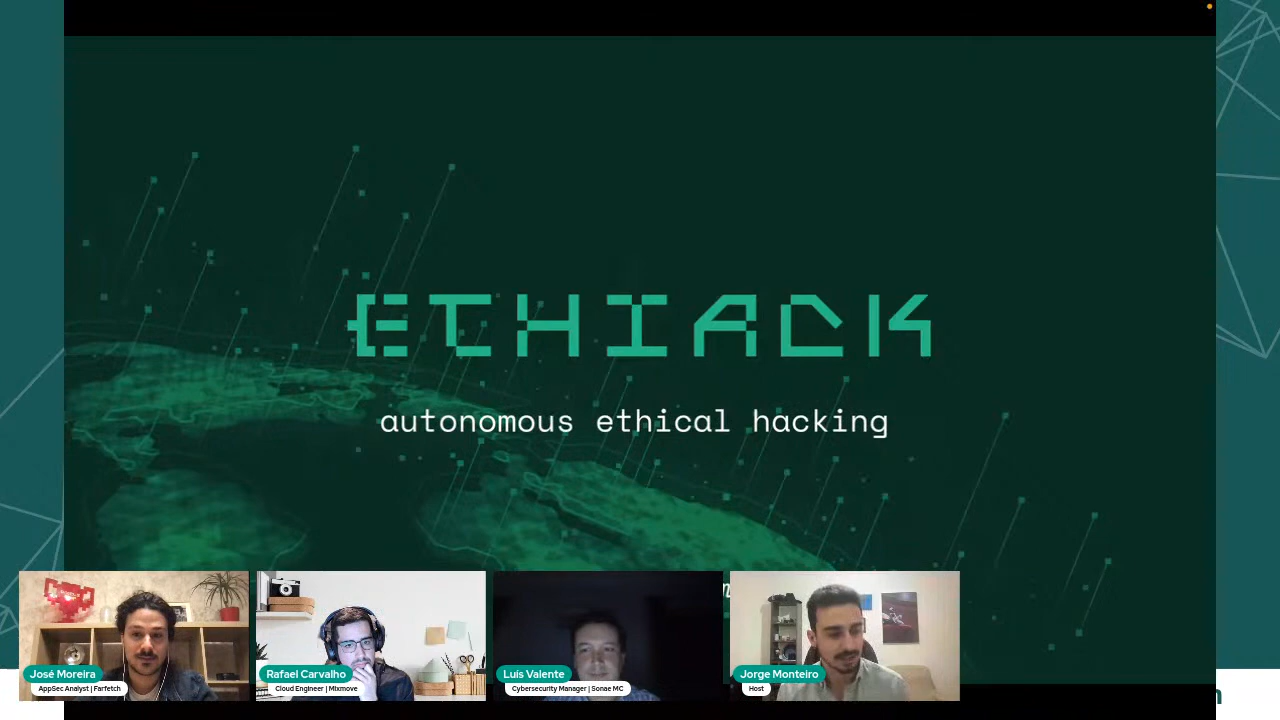 ETHIACK
autonomous ethical hacking
José Moreira
AppSec Analyst | Farfetch
Rafael Carvalho
Cloud Engineer | Mixmove
Luís Valente
Cybersecurity Manager | Sonae MC
Jorge Monteiro
Host